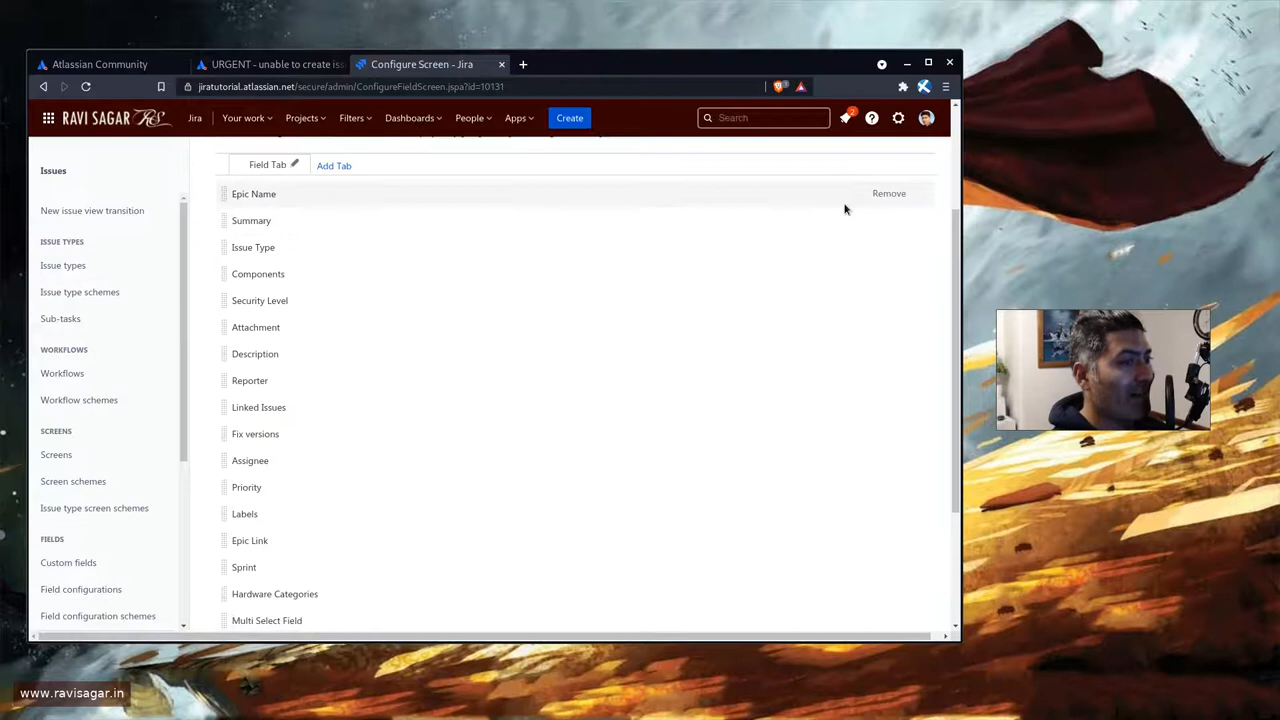 Atlassian Community
URGENT - unable to create iss
Configure Screen - Jira
jiratutorial.atlassian.net/secure/admin/ConfigureFieldScreen.jspa?id=10131
RAVI SAGAR RS
Jira
Your work
Projects
Filters
Dashboards
People
Apps
Create
Search
2
Issues
New issue view transition
ISSUE TYPES
Issue types
Issue type schemes
Sub-tasks
WORKFLOWS
Workflows
Workflow schemes
SCREENS
Screens
Screen schemes
Issue type screen schemes
FIELDS
Custom fields
Field configurations
Field configuration schemes
Field Tab
Add Tab
Epic Name
Remove
Summary
Issue Type
Components
Security Level
Attachment
Description
Reporter
Linked Issues
Fix versions
Assignee
Priority
Labels
Epic Link
Sprint
Hardware Categories
Multi Select Field
www.ravisagar.in